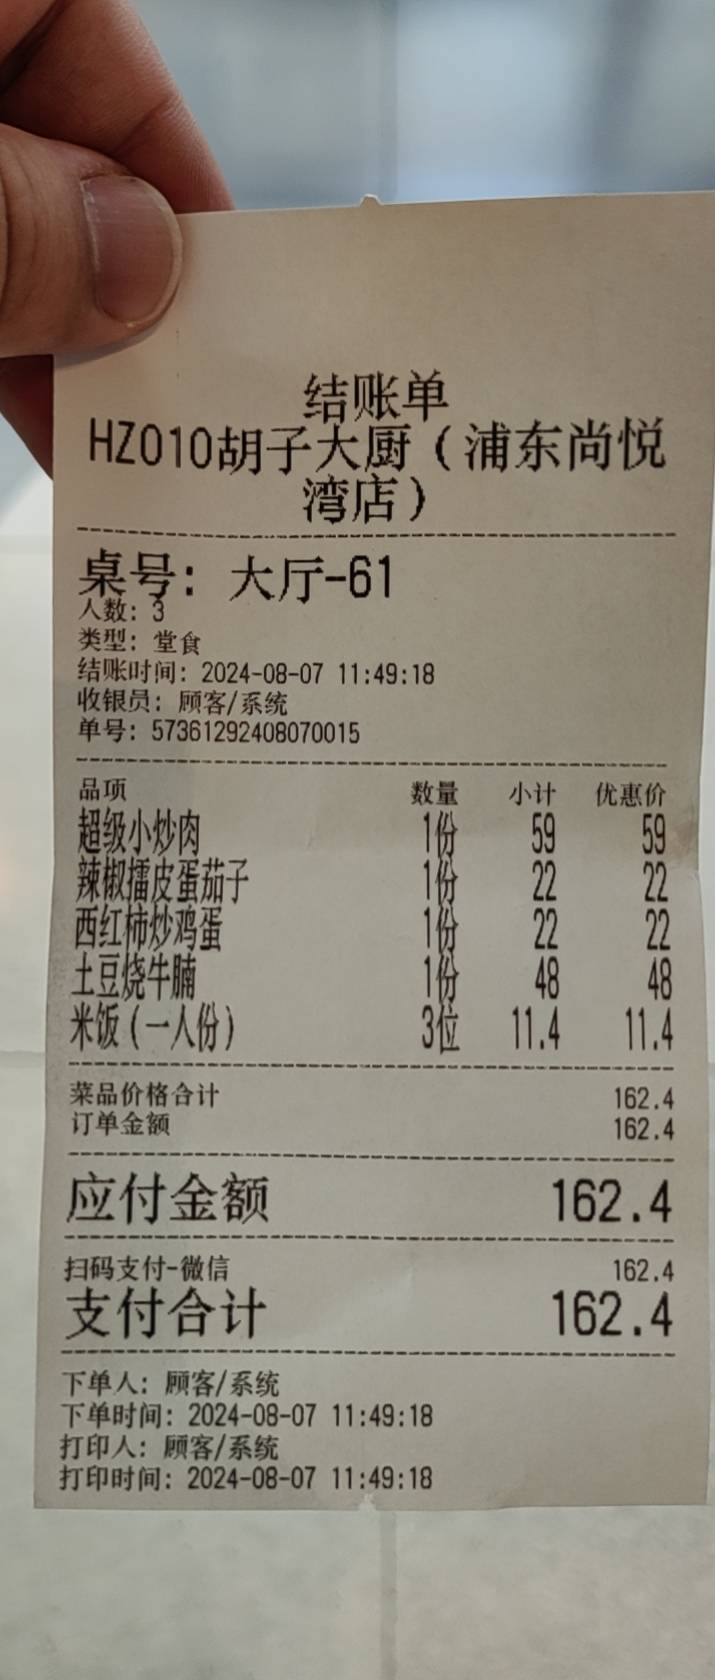 结账单
HZ010胡子大厨（浦东尚悦
湾店）
桌号：大厅-61
人数：3
类型：堂食
结账时间：2024-08-07 11:49:18
收银员：顾客/系统
单号：57361292408070015
品项 数量 小计 优惠价
超级小炒肉 1份 59 59
辣椒擂皮蛋茄子 1份 22 22
西红柿炒鸡蛋 1份 22 22
土豆烧牛腩 1份 48 48
米饭（一人份） 3位 11.4 11.4
菜品价格合计 162.4
订单金额 162.4
应付金额 162.4
扫码支付-微信 162.4
支付合计 162.4
下单人：顾客/系统
下单时间：2024-08-07 11:49:18
打印人：顾客/系统
打印时间：2024-08-07 11:49:18